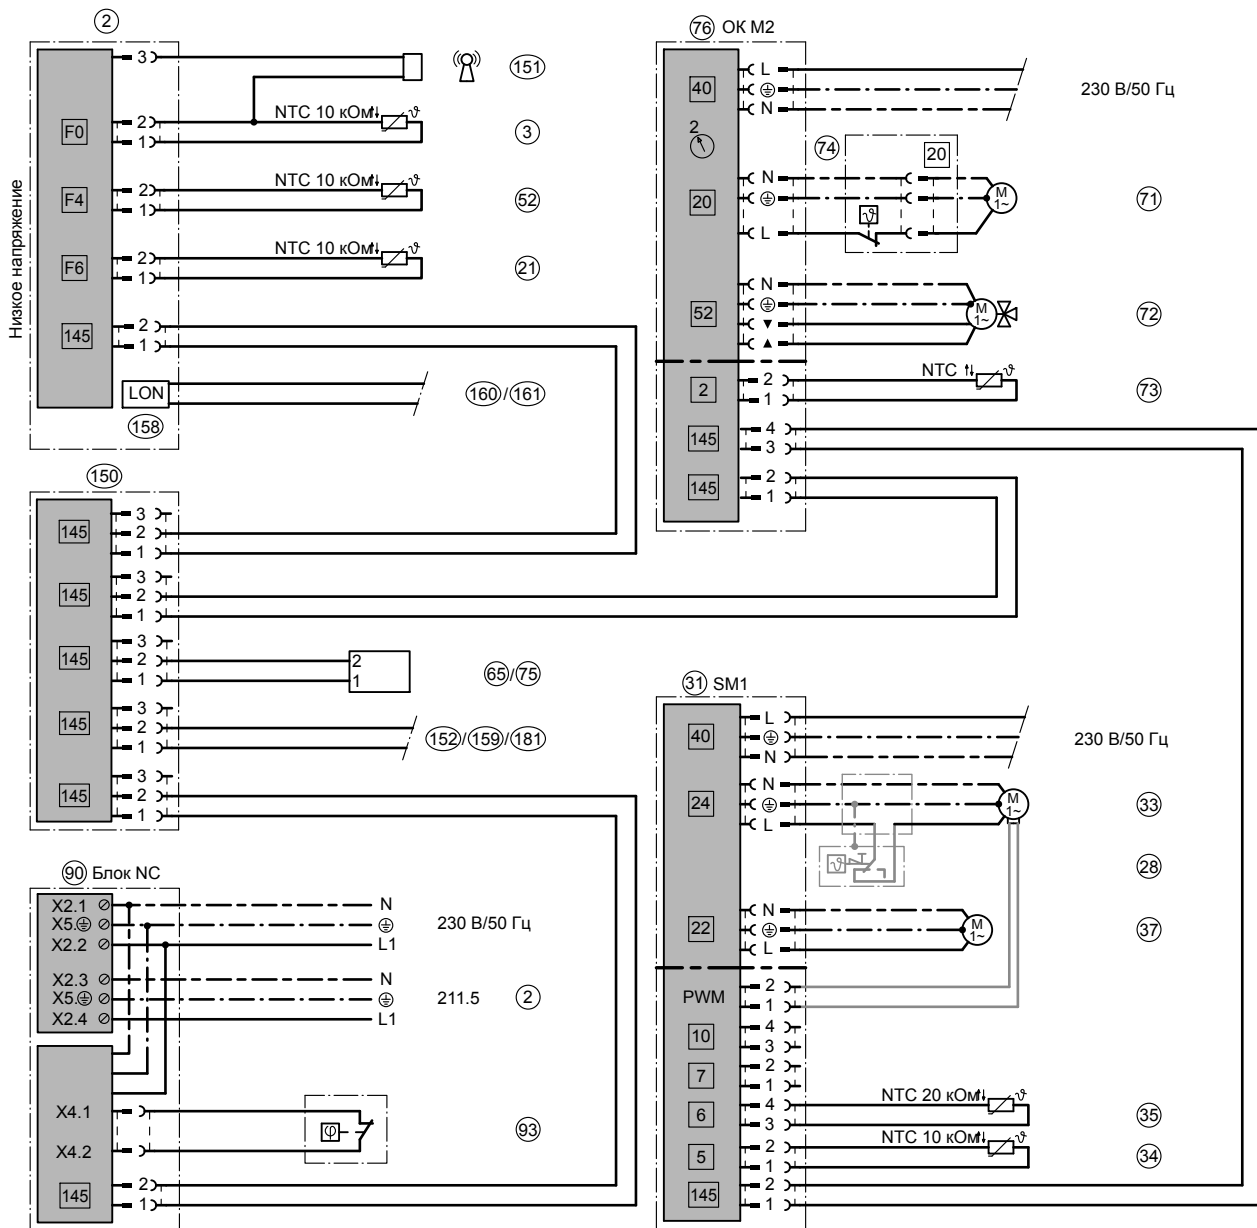 2
Низкое напряжение
3
151
F0
2
1
NTC 10 кОм ϑ
3
F4
2
1
NTC 10 кОм ϑ
52
F6
2
1
NTC 10 кОм ϑ
21
145
2
1
LON
158
160/161
150
145
3
2
1
145
3
2
1
145
3
2
1
2
1
65/75
145
3
2
1
152/159/181
145
3
2
1
90 Блок NC
X2.1 N
X5. 230 В/50 Гц
X2.2 L1
X2.3 N
X5. 211.5 2
X2.4 L1
X4.1
X4.2
φ
93
145
2
1
76 ОК М2
40
L
N
230 В/50 Гц
2
74
20
20
N
L
ϑ
M
1~
71
52
N
▼
▲
M
1~
72
2
2
1
NTC ϑ
73
145
4
3
145
2
1
31 SM1
40
L
N
230 В/50 Гц
24
N
L
M
1~
33
ϑ
28
22
N
L
M
1~
37
PWM
2
1
10
4
3
7
2
1
6
4
3
NTC 20 кОм ϑ
35
5
2
1
NTC 10 кОм ϑ
34
145
2
1